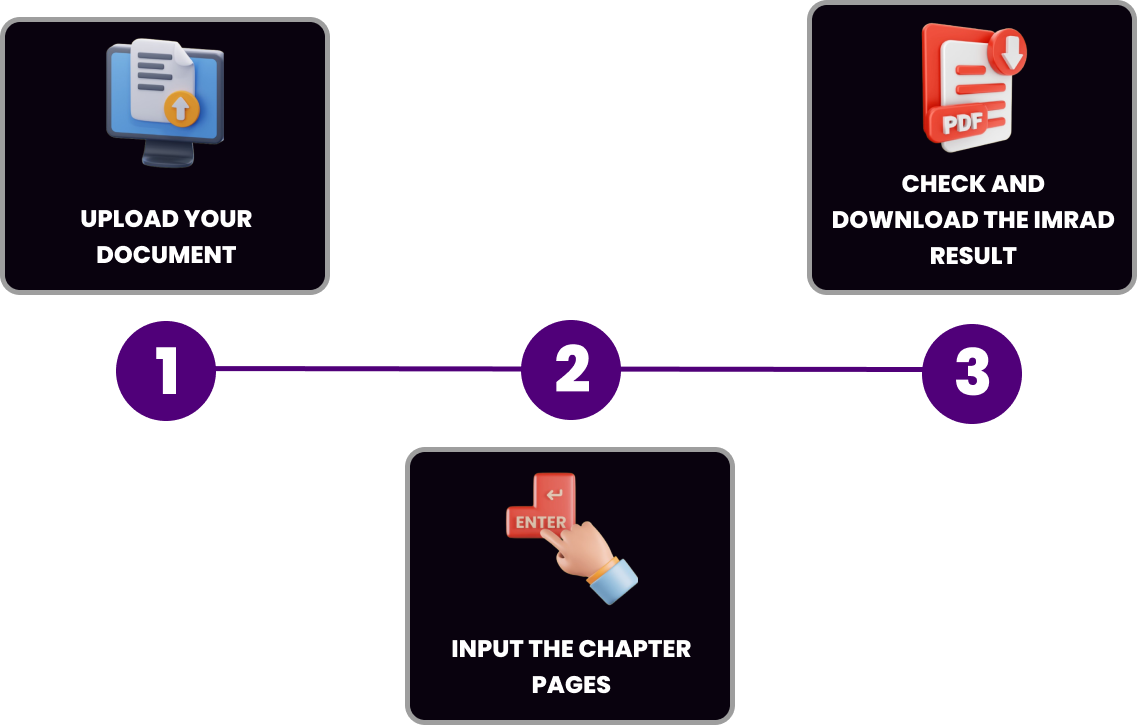 UPLOAD YOUR
DOCUMENT
PDF
CHECK AND
DOWNLOAD THE IMRAD
RESULT
1
2
3
ENTER
INPUT THE CHAPTER
PAGES